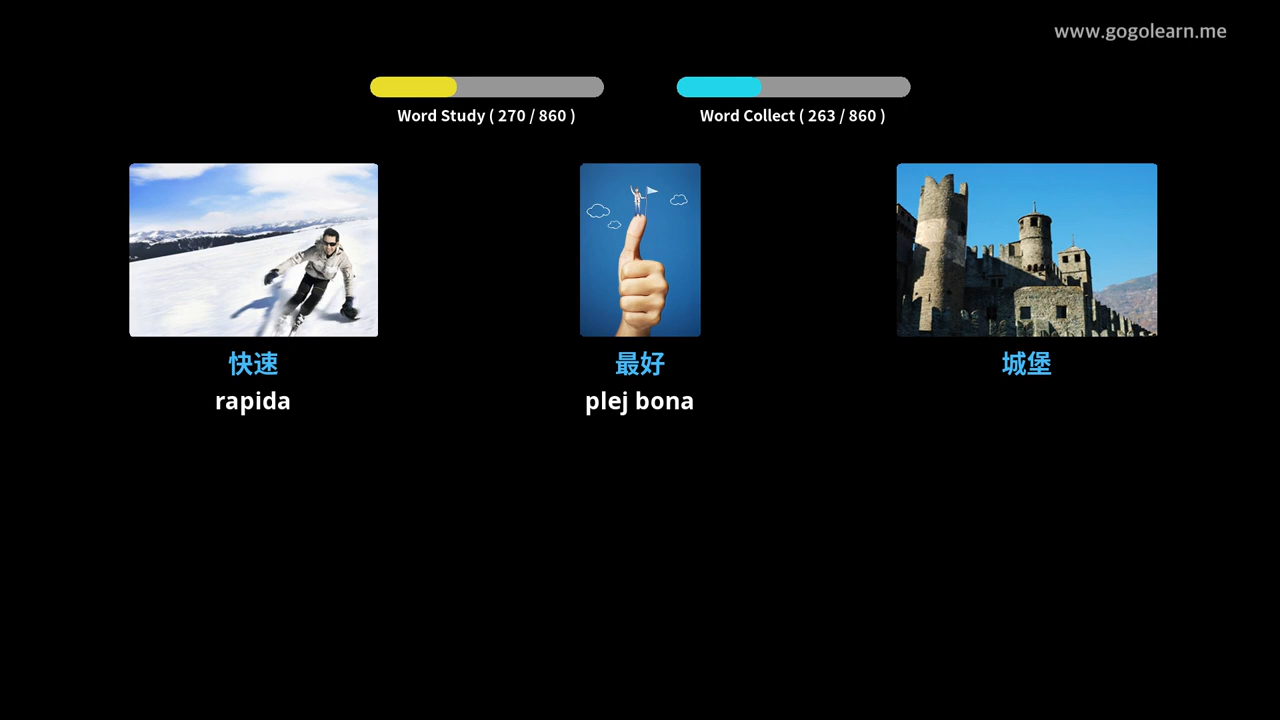 www.gogolearn.me
Word Study ( 270 / 860 )
Word Collect ( 263 / 860 )
快速
rapida
最好
plej bona
城堡